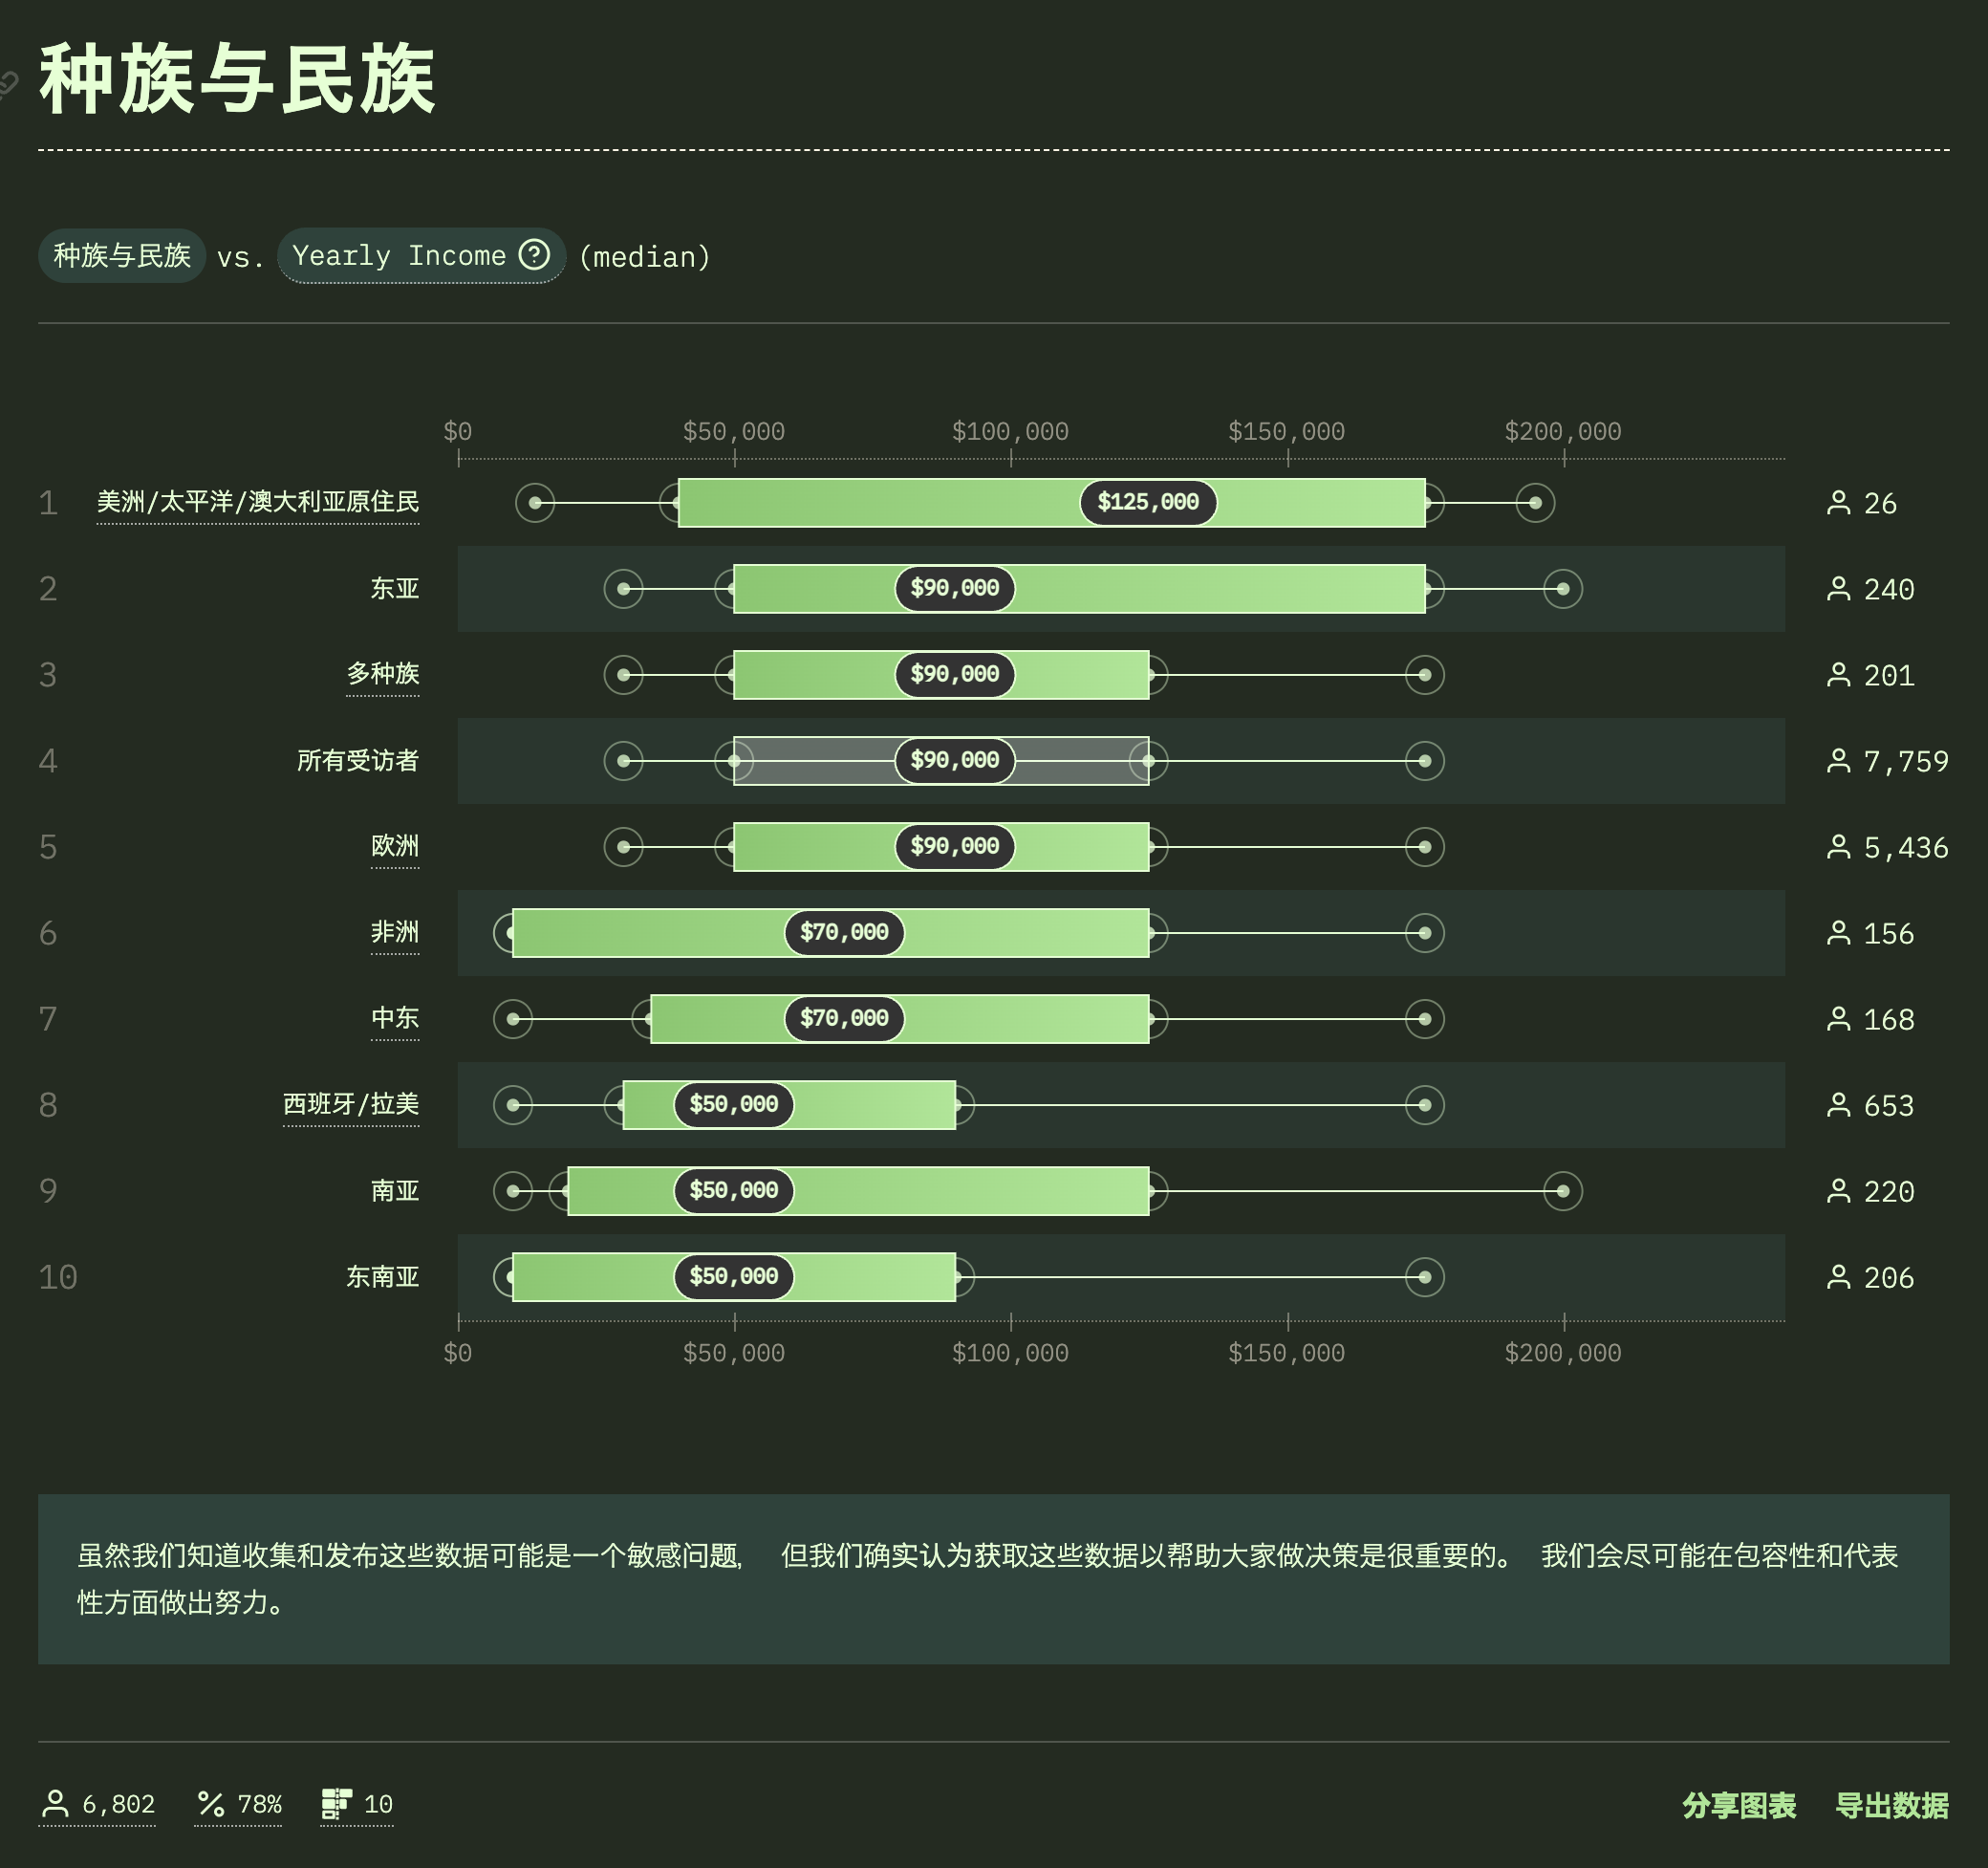 种族与民族
种族与民族 vs. Yearly Income (median)
$0 $50,000 $100,000 $150,000 $200,000
1 美洲/太平洋/澳大利亚原住民 $125,000 26
2 东亚 $90,000 240
3 多种族 $90,000 201
4 所有受访者 $90,000 7,759
5 欧洲 $90,000 5,436
6 非洲 $70,000 156
7 中东 $70,000 168
8 西班牙/拉美 $50,000 653
9 南亚 $50,000 220
10 东南亚 $50,000 206
$0 $50,000 $100,000 $150,000 $200,000
虽然我们知道收集和发布这些数据可能是一个敏感问题, 但我们确实认为获取这些数据以帮助大家做决策是很重要的。 我们会尽可能在包容性和代表
性方面做出努力。
6,802 78% 10 分享图表 导出数据